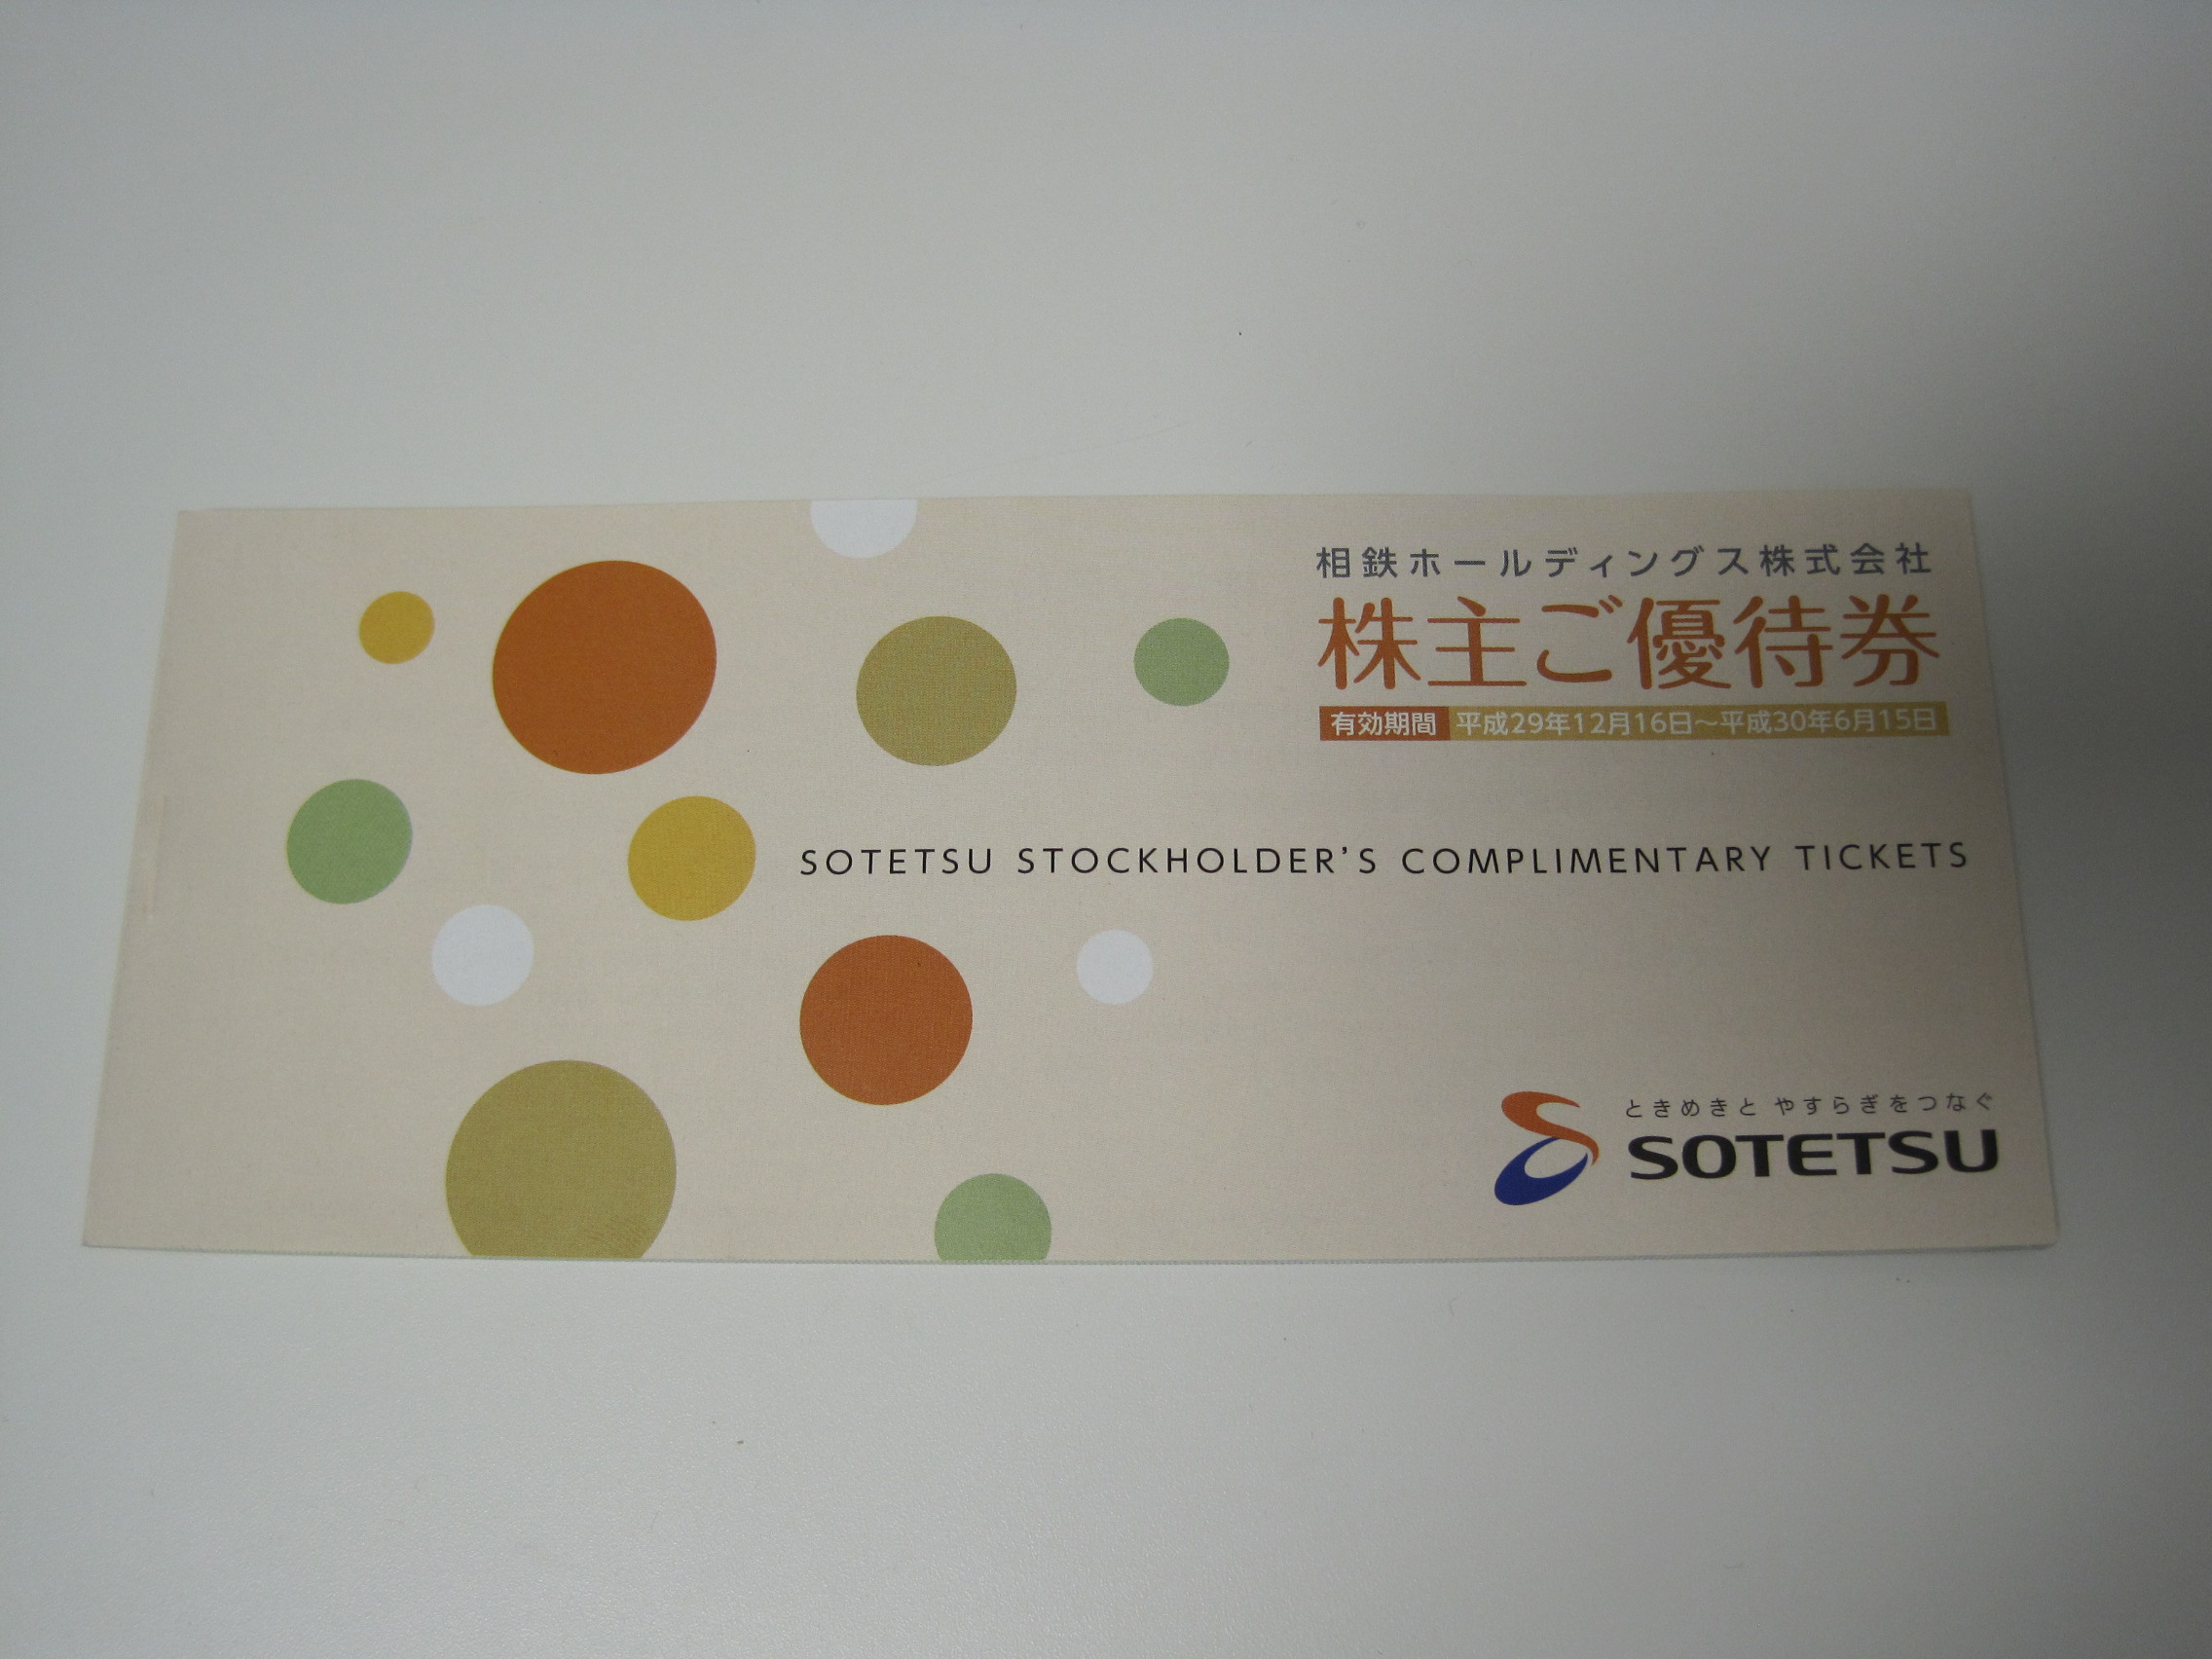 相鉄ホールディングス株式会社
株主ご優待券
有効期間 平成29年12月16日～平成30年6月15日
SOTETSU STOCKHOLDER'S COMPLIMENTARY TICKETS
ときめきと やすらぎをつなぐ
SOTETSU